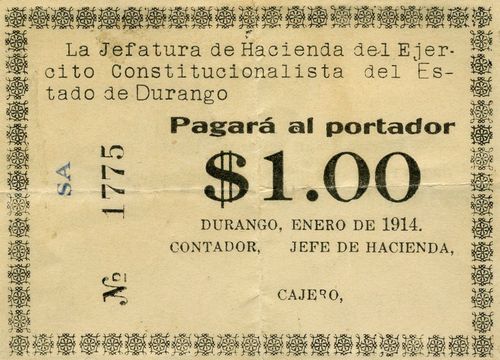 La Jefatura de Hacienda del Ejer-
cito Constitucionalista del Es-
tado de Durango
Pagará al portador
$1.00
DURANGO, ENERO DE 1914.
CONTADOR, JEFE DE HACIENDA,
CAJERO,
SA
No 1775